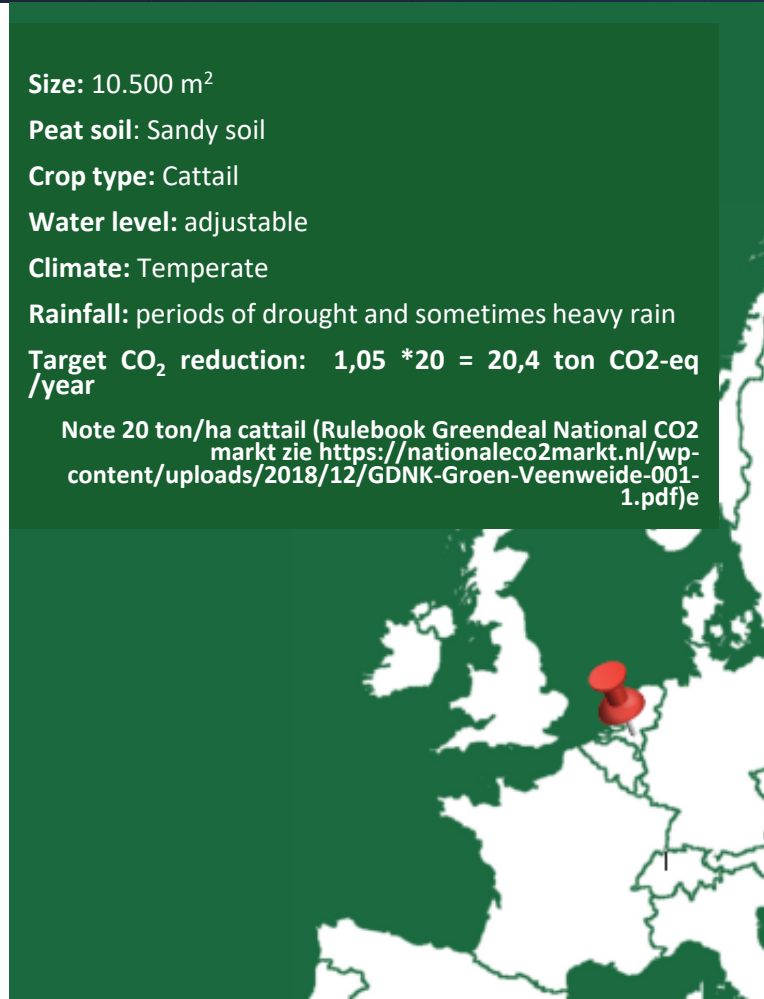 Size: 10.500 m²
Peat soil: Sandy soil
Crop type: Cattail
Water level: adjustable
Climate: Temperate
Rainfall: periods of drought and sometimes heavy rain
Target CO₂ reduction: 1,05 *20 = 20,4 ton CO2-eq
/year
Note 20 ton/ha cattail (Rulebook Greendeal National CO2
markt zie https://nationaleco2markt.nl/wp-
content/uploads/2018/12/GDNK-Groen-Veenweide-001-
1.pdf)e